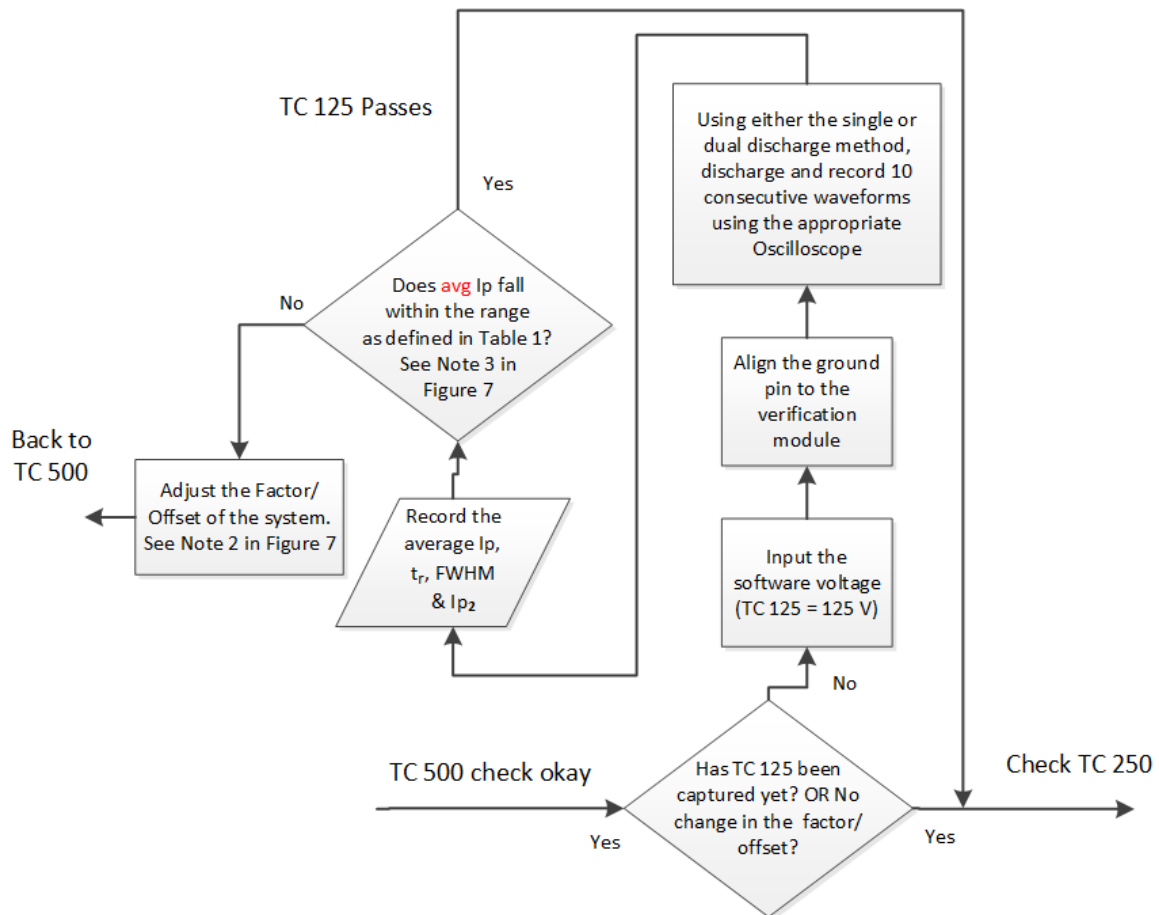 TC 125 Passes
Yes
Using either the single or
dual discharge method,
discharge and record 10
consecutive waveforms
using the appropriate
Oscilloscope
No
Does avg Ip fall
within the range
as defined in Table 1?
See Note 3 in
Figure 7
Align the ground
pin to the
verification
module
Back to
TC 500
Adjust the Factor/
Offset of the system.
See Note 2 in Figure 7
Record the
average Ip,
tᵣ, FWHM
& Ip₂
Input the
software voltage
(TC 125 = 125 V)
No
TC 500 check okay
Yes
Has TC 125 been
captured yet? OR No
change in the factor/
offset?
Yes
Check TC 250